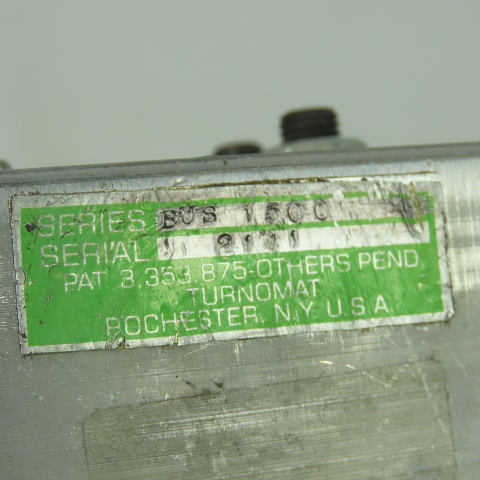 SERIES BUS 1500
SERIAL 2141
PAT 3,353,875-OTHERS PEND
TURNOMAT
ROCHESTER, N.Y U.S.A.